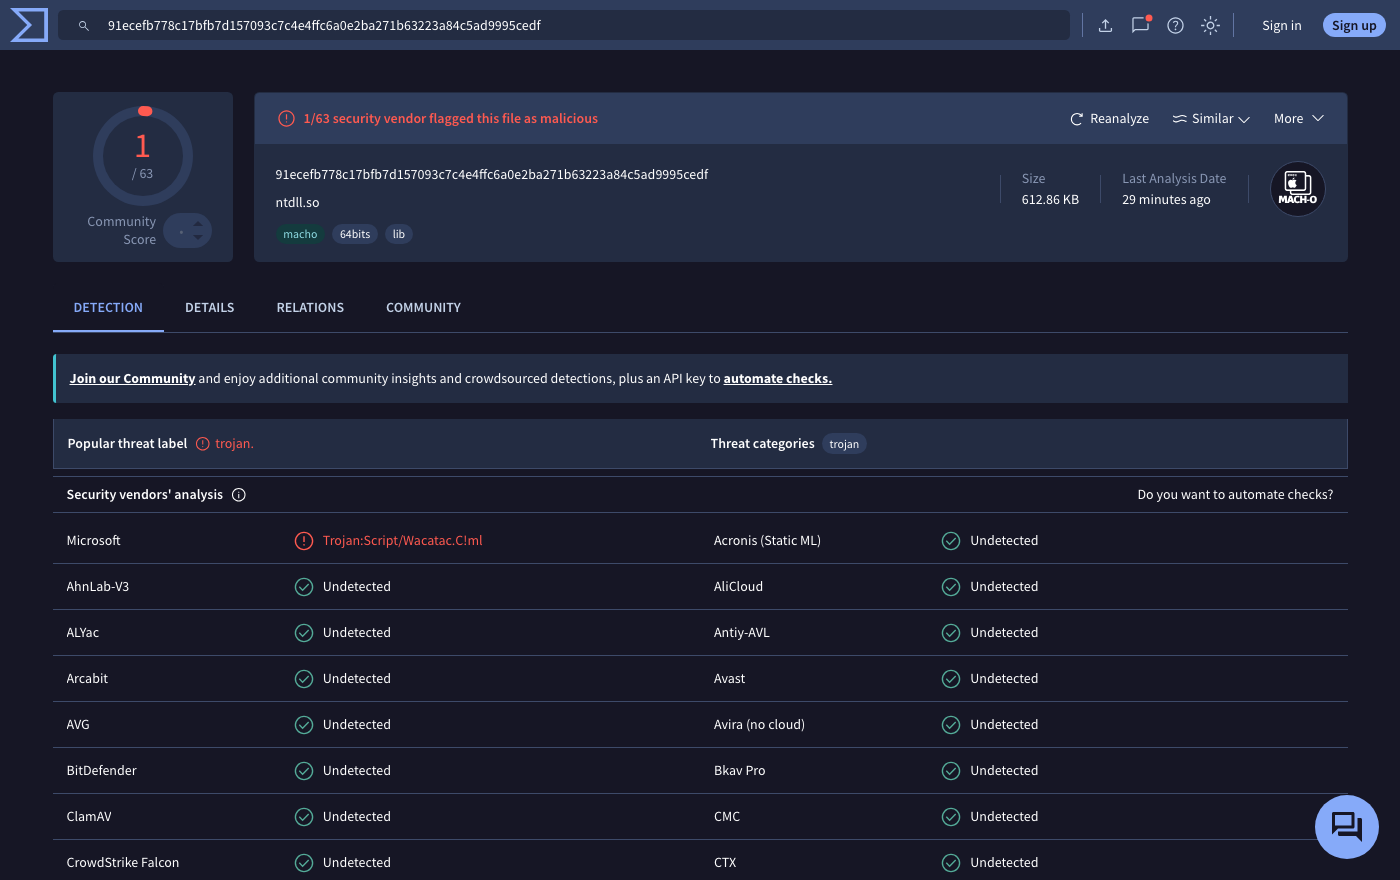 91ecefb778c17bfb7d157093c7c4e4ffc6a0e2ba271b63223a84c5ad9995cedf
Sign in
Sign up
1
/ 63
Community
Score
1/63 security vendor flagged this file as malicious
Reanalyze
Similar
More
91ecefb778c17bfb7d157093c7c4e4ffc6a0e2ba271b63223a84c5ad9995cedf
ntdll.so
macho
64bits
lib
Size
612.86 KB
Last Analysis Date
29 minutes ago
MACH-O
DETECTION
DETAILS
RELATIONS
COMMUNITY
Join our Community and enjoy additional community insights and crowdsourced detections, plus an API key to automate checks.
Popular threat label
trojan.
Threat categories
trojan
Security vendors' analysis
Do you want to automate checks?
Microsoft
Trojan:Script/Wacatac.C!ml
Acronis (Static ML)
Undetected
AhnLab-V3
Undetected
AliCloud
Undetected
ALYac
Undetected
Antiy-AVL
Undetected
Arcabit
Undetected
Avast
Undetected
AVG
Undetected
Avira (no cloud)
Undetected
BitDefender
Undetected
Bkav Pro
Undetected
ClamAV
Undetected
CMC
Undetected
CrowdStrike Falcon
Undetected
CTX
Undetected